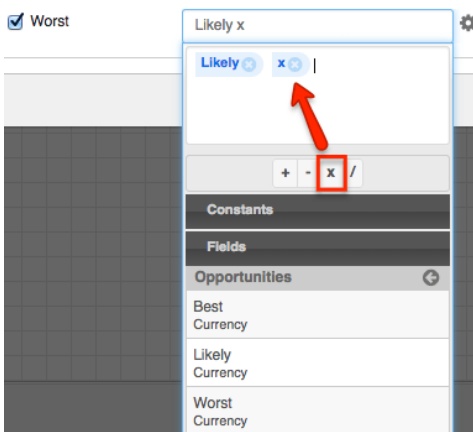 Worst
Likely x
Likely x
+ - x /
Constants
Fields
Opportunities
Best
Currency
Likely
Currency
Worst
Currency